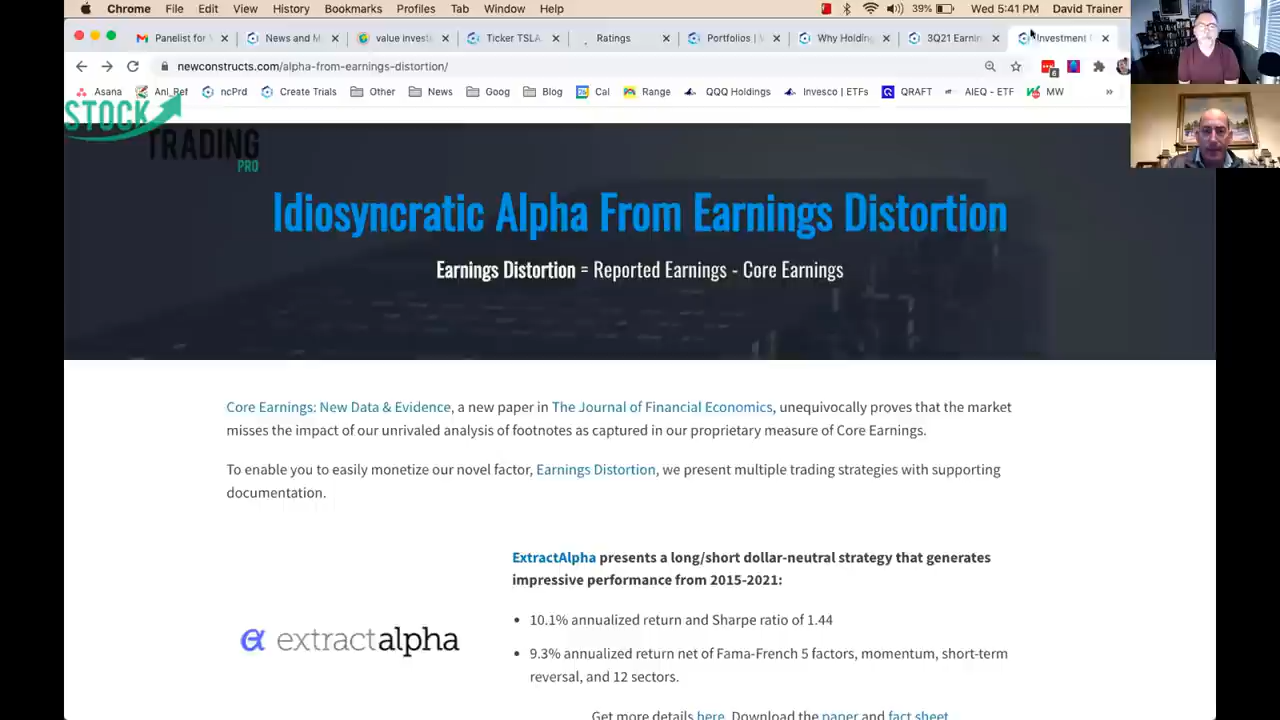 Chrome File Edit View History Bookmarks Profiles Tab Window Help 39% Wed 5:41 PM David Trainer
Panelist for News and M value invest Ticker TSLA Ratings Portfolios | Why Holding 3Q21 Earnin Investment
newconstructs.com/alpha-from-earnings-distortion/
6
Asana Anl_Ref ncPrd Create Trials Other News Goog Blog Cal Range QQQ Holdings Invesco | ETFs QRAFT AIEQ - ETF MW »
STOCK
TRADING
PRO
Idiosyncratic Alpha From Earnings Distortion
Earnings Distortion = Reported Earnings - Core Earnings
Core Earnings: New Data & Evidence, a new paper in The Journal of Financial Economics, unequivocally proves that the market
misses the impact of our unrivaled analysis of footnotes as captured in our proprietary measure of Core Earnings.
To enable you to easily monetize our novel factor, Earnings Distortion, we present multiple trading strategies with supporting
documentation.
ExtractAlpha presents a long/short dollar-neutral strategy that generates
impressive performance from 2015-2021:
• 10.1% annualized return and Sharpe ratio of 1.44
extractalpha
• 9.3% annualized return net of Fama-French 5 factors, momentum, short-term
reversal, and 12 sectors.
Get more details here. Download the paper and fact sheet